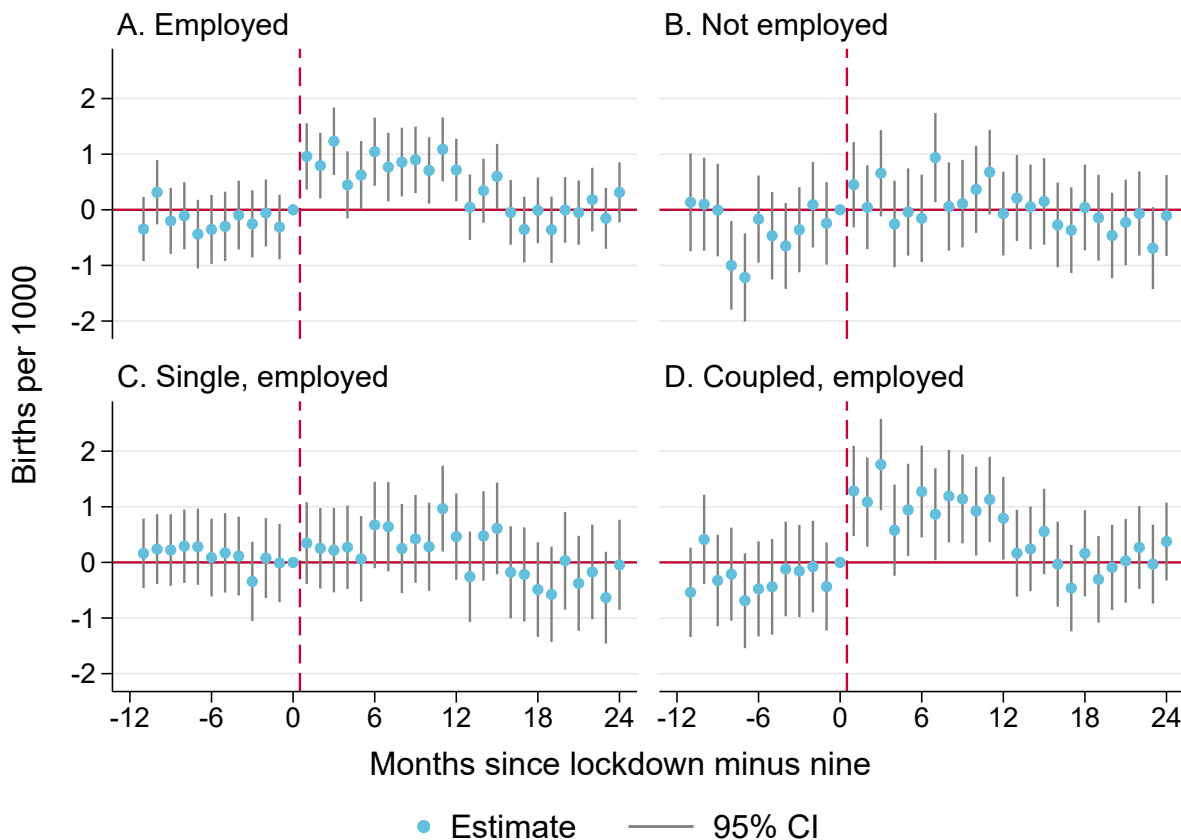 A. Employed
B. Not employed
2
1
0
-1
-2
C. Single, employed
D. Coupled, employed
2
1
0
-1
-2
-12 -6 0 6 12 18 24
-12 -6 0 6 12 18 24
Births per 1000
Months since lockdown minus nine
Estimate 95% CI